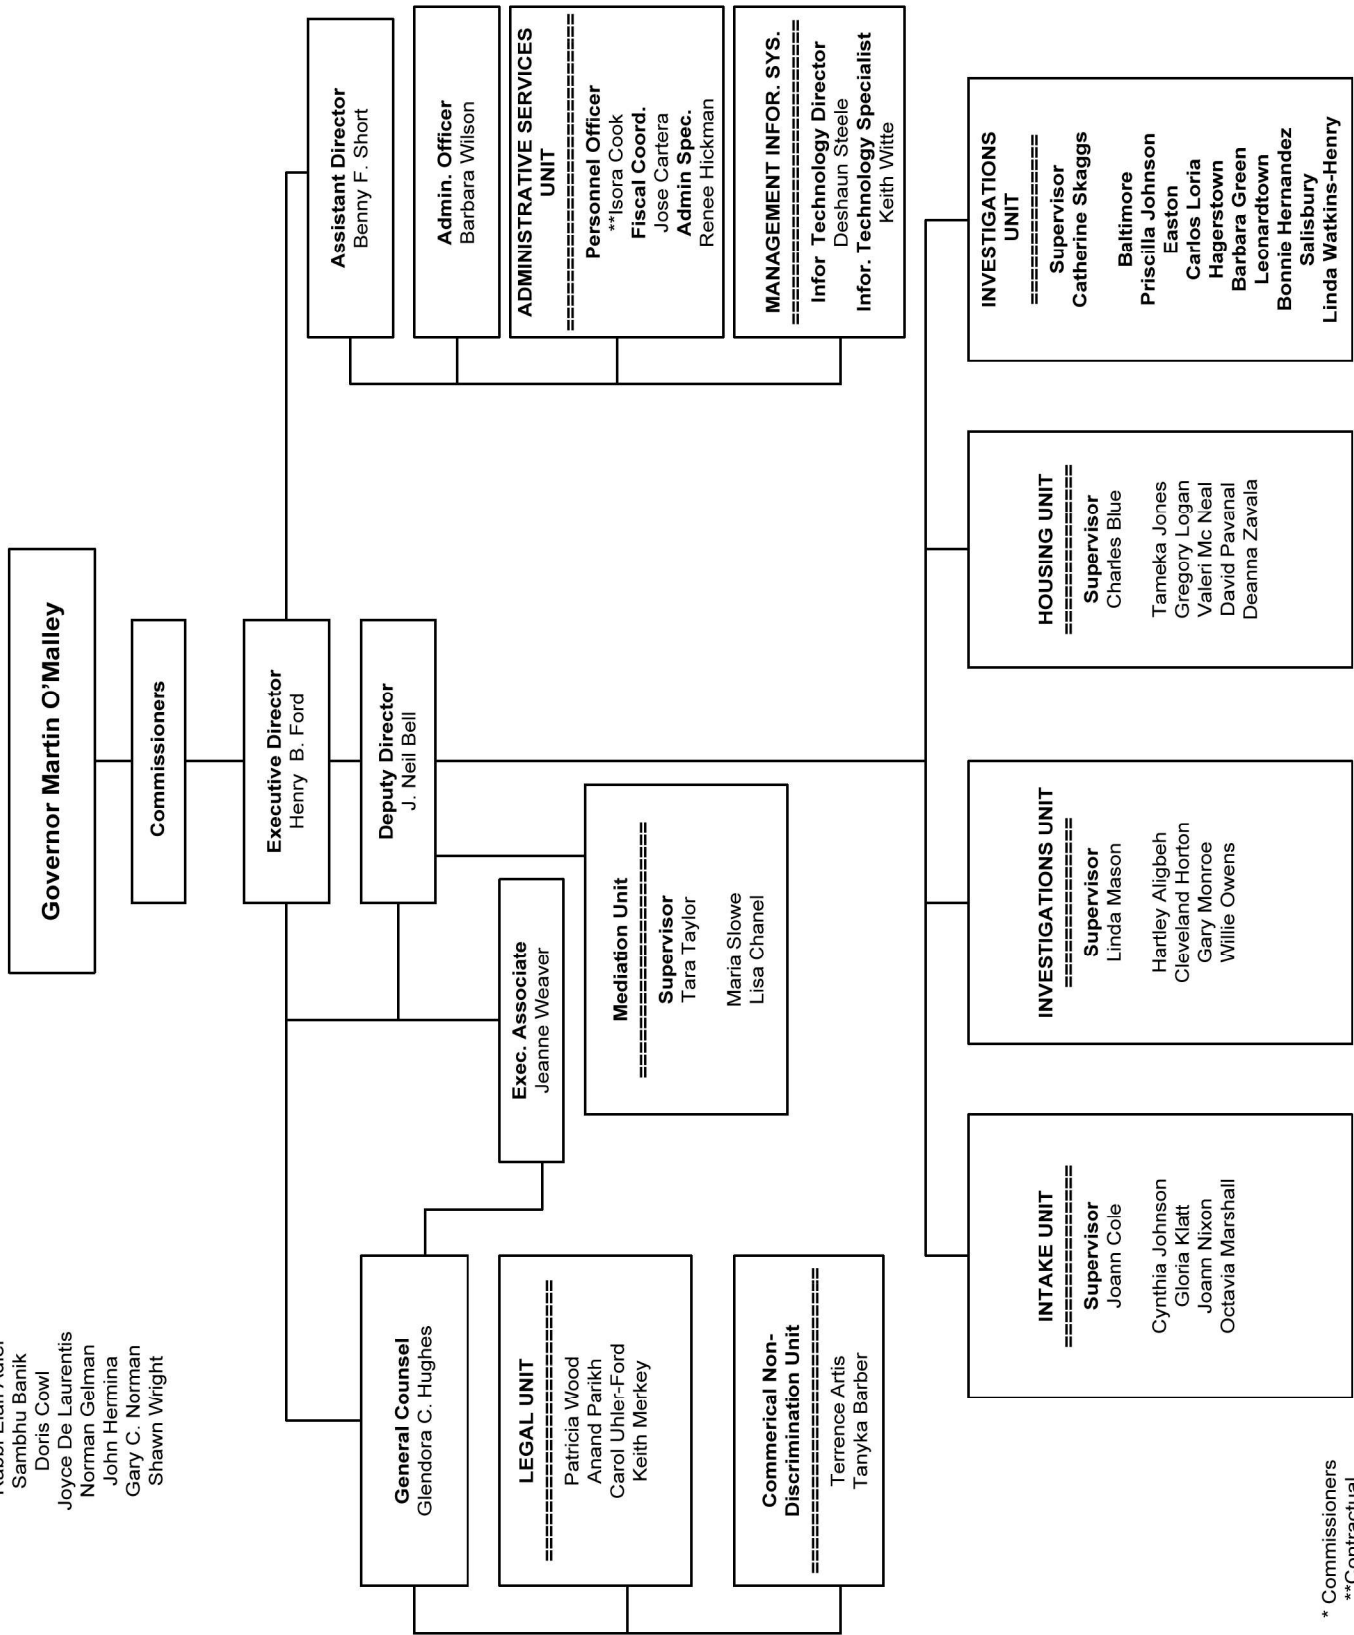 Rabbi Elan Adler
Sambhu Banik
Doris Cowl
Joyce De Laurentis
Norman Gelman
John Hermina
Gary C. Norman
Shawn Wright
Governor Martin O'Malley
Commissioners
Executive Director
Henry B. Ford
Deputy Director
J. Neil Bell
Assistant Director
Benny F. Short
Admin. Officer
Barbara Wilson
ADMINISTRATIVE SERVICES
UNIT
Personnel Officer
**Isora Cook
Fiscal Coord.
Jose Cartera
Admin Spec.
Renee Hickman
MANAGEMENT INFOR. SYS.
Infor Technology Director
Deshaun Steele
Infor. Technology Specialist
Keith Witte
General Counsel
Glendora C. Hughes
Exec. Associate
Jeanne Weaver
LEGAL UNIT
Patricia Wood
Anand Parikh
Carol Uhler-Ford
Keith Merkey
Mediation Unit
Supervisor
Tara Taylor
Maria Slowe
Lisa Chanel
Commerical Non-
Discrimination Unit
Terrence Artis
Tanyka Barber
INTAKE UNIT
Supervisor
Joann Cole
Cynthia Johnson
Gloria Klatt
Joann Nixon
Octavia Marshall
INVESTIGATIONS UNIT
Supervisor
Linda Mason
Hartley Aligbeh
Cleveland Horton
Gary Monroe
Willie Owens
HOUSING UNIT
Supervisor
Charles Blue
Tameka Jones
Gregory Logan
Valeri Mc Neal
David Pavanal
Deanna Zavala
INVESTIGATIONS
UNIT
Supervisor
Catherine Skaggs
Baltimore
Priscilla Johnson
Easton
Carlos Loria
Hagerstown
Barbara Green
Leonardtown
Bonnie Hernandez
Salisbury
Linda Watkins-Henry
* Commissioners
**Contractual